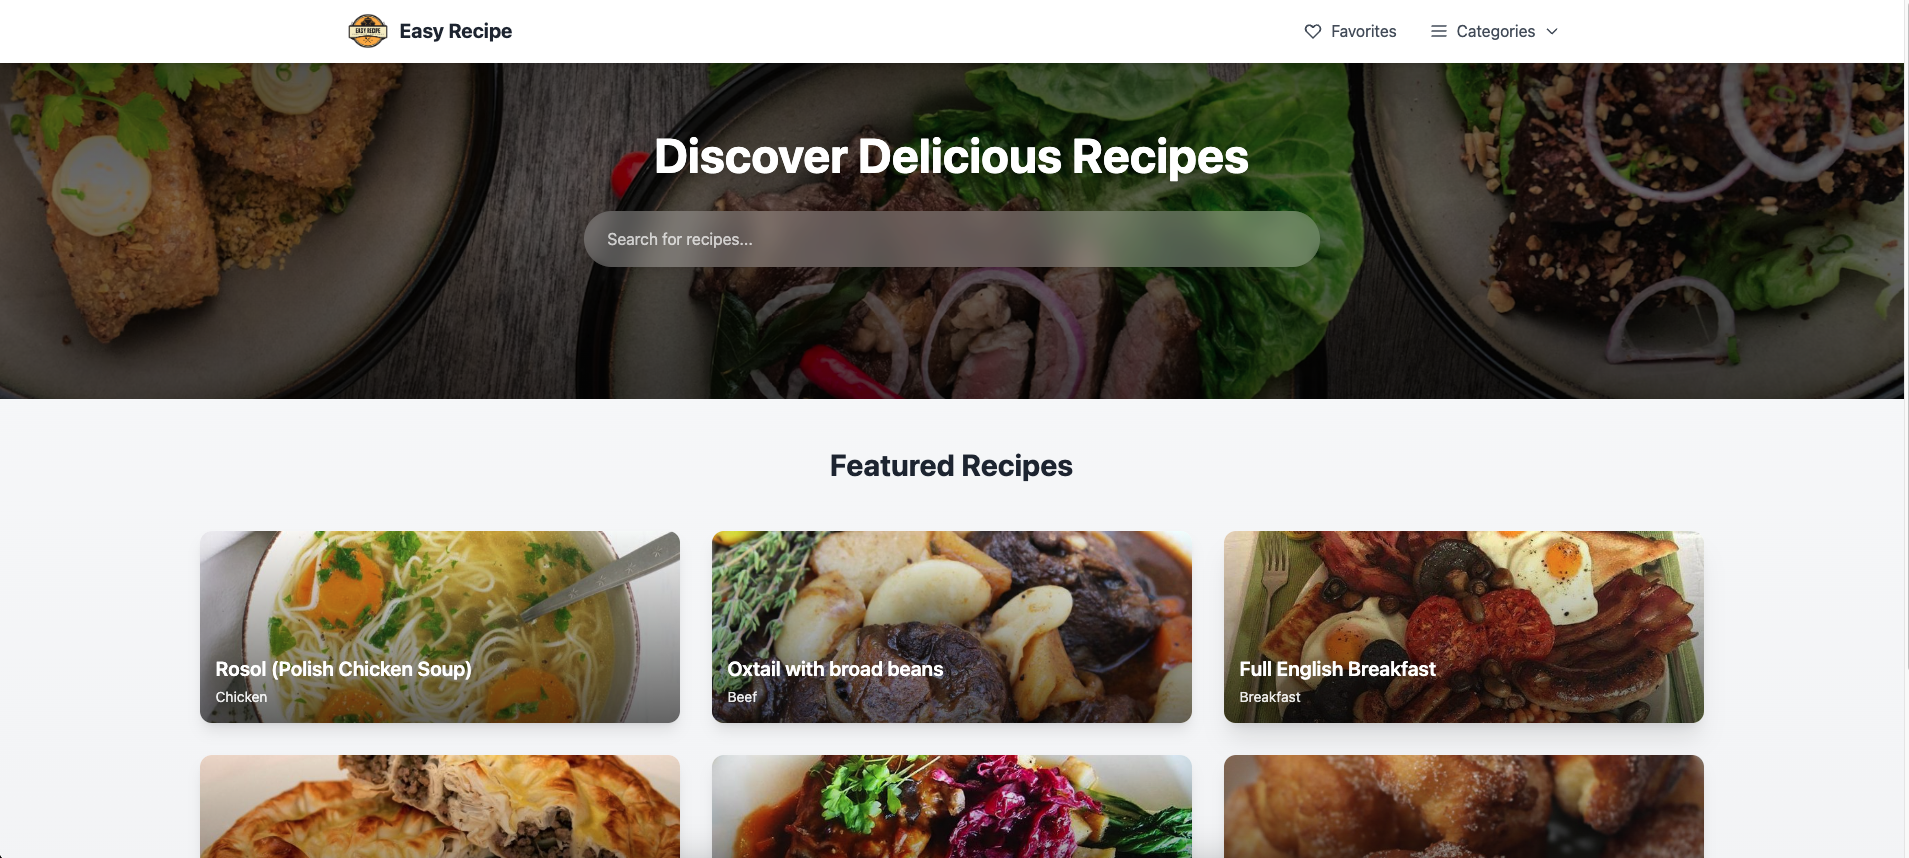 EASY RECIPE
Easy Recipe
Favorites
Categories
Discover Delicious Recipes
Search for recipes...
Featured Recipes
Rosol (Polish Chicken Soup)
Chicken
Oxtail with broad beans
Beef
Full English Breakfast
Breakfast